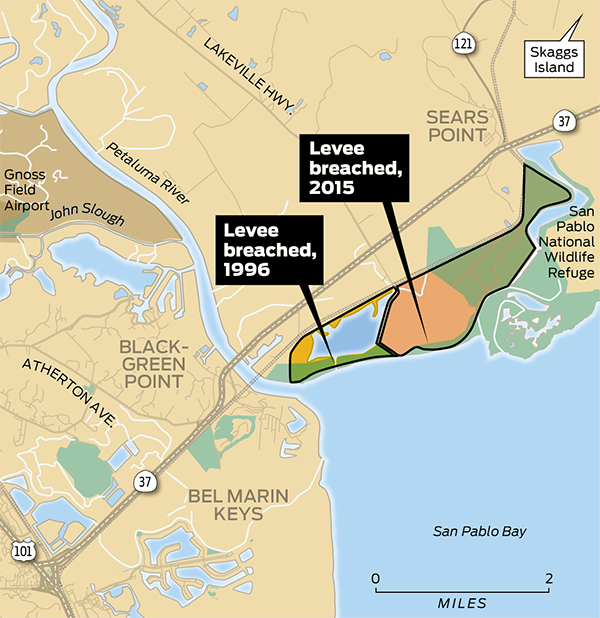 LAKEVILLE HWY.
121
Skaggs
Island
SEARS
POINT
37
Levee
breached,
2015
Petaluma River
Gnoss
Field
Airport
John Slough
San
Pablo
National
Wildlife
Refuge
Levee
breached,
1996
BLACK-
GREEN
POINT
ATHERTON AVE.
37
BEL MARIN
KEYS
101
San Pablo Bay
0 2
MILES